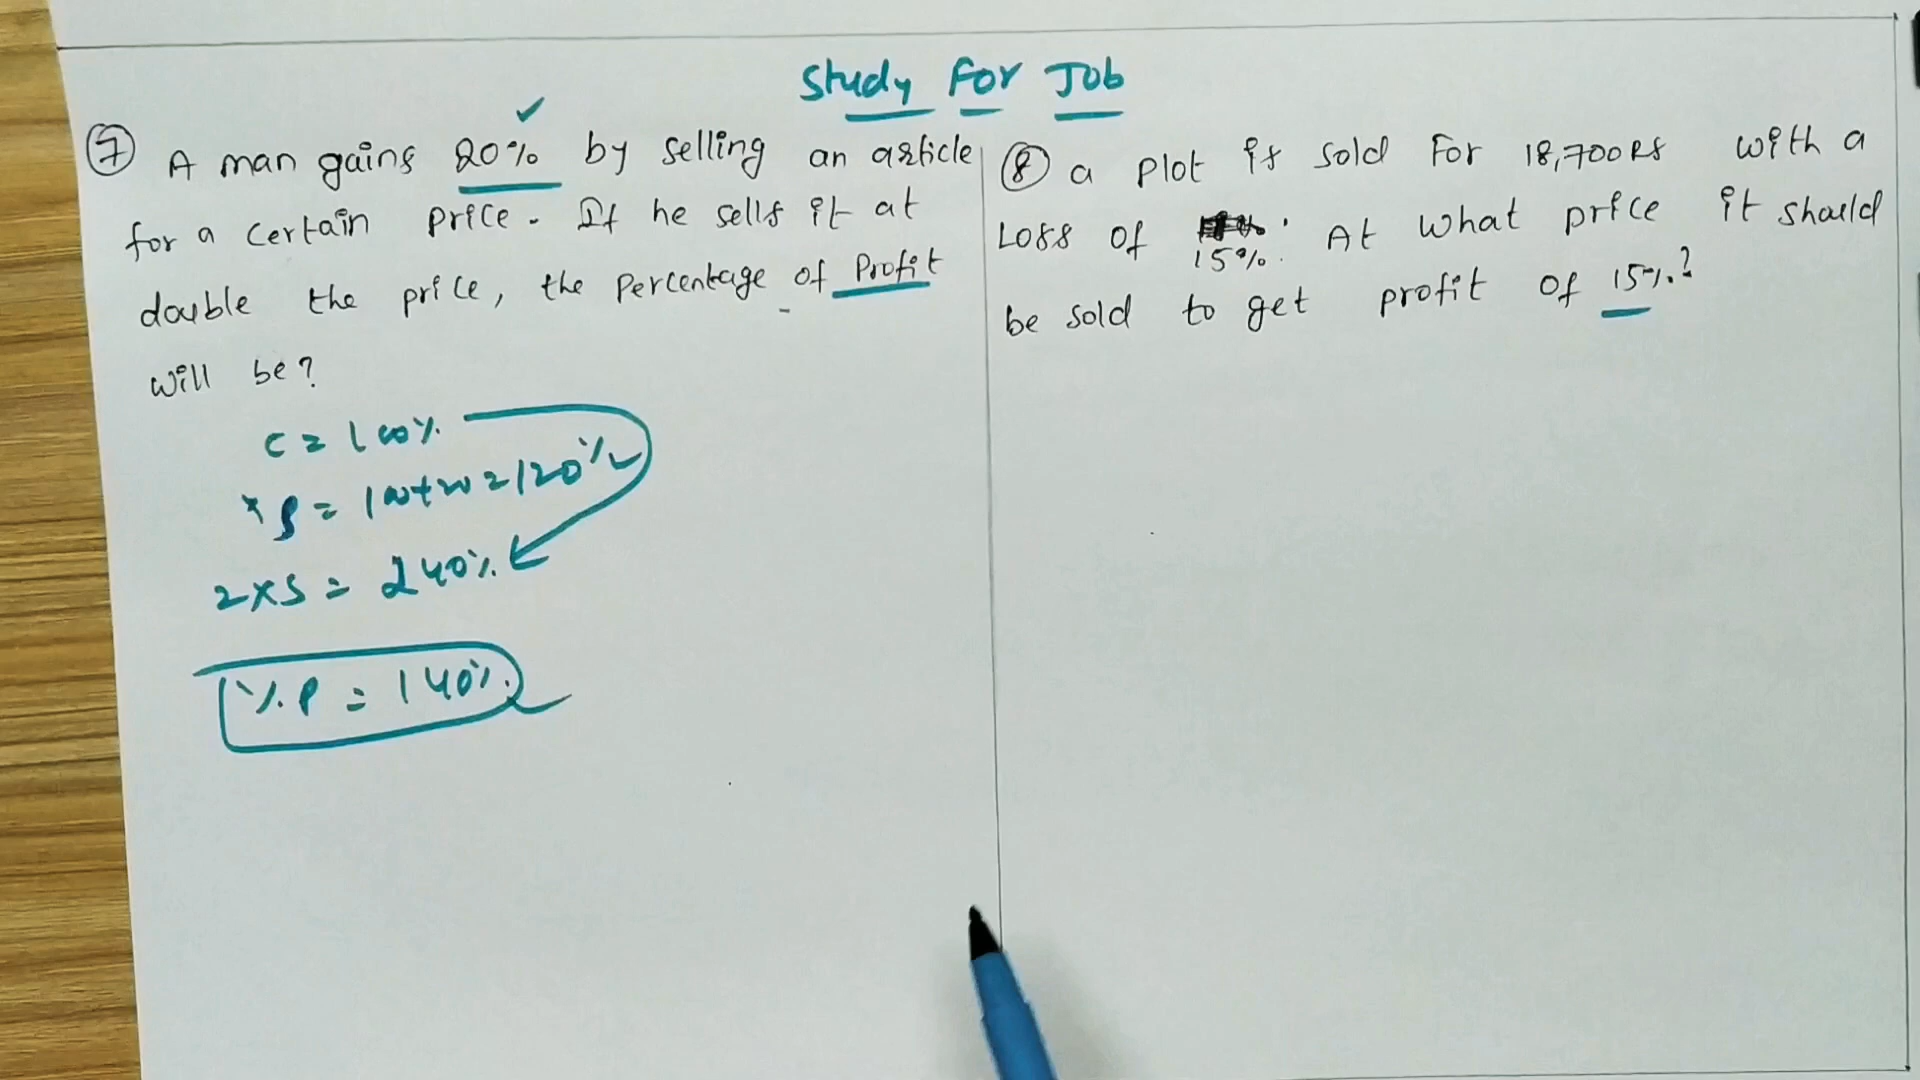 Study For Job
⑦ A man gains 20% by selling an article
for a certain price. If he sells it at
double the price, the percentage of Profit
will be?
C = 100%
S = 100+20=120%
2×S = 240%.
%P = 140%.
⑧ a plot is sold for 18,700RS with a
Loss of
15%. At what price it should
be sold to get profit of 15%?